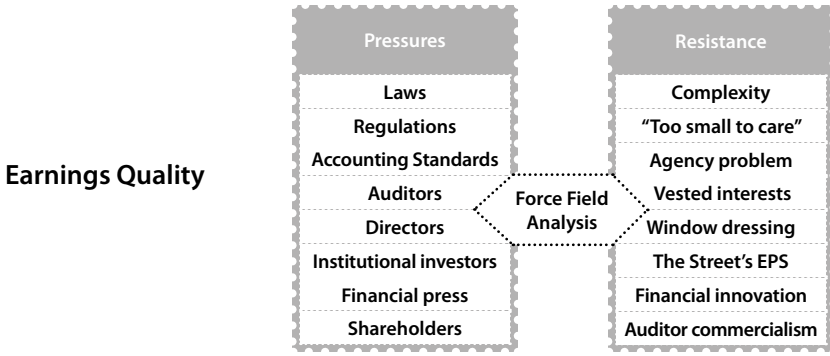 Earnings Quality
Pressures
Laws
Regulations
Accounting Standards
Auditors
Directors
Institutional investors
Financial press
Shareholders
Force Field
Analysis
Resistance
Complexity
“Too small to care”
Agency problem
Vested interests
Window dressing
The Street’s EPS
Financial innovation
Auditor commercialism